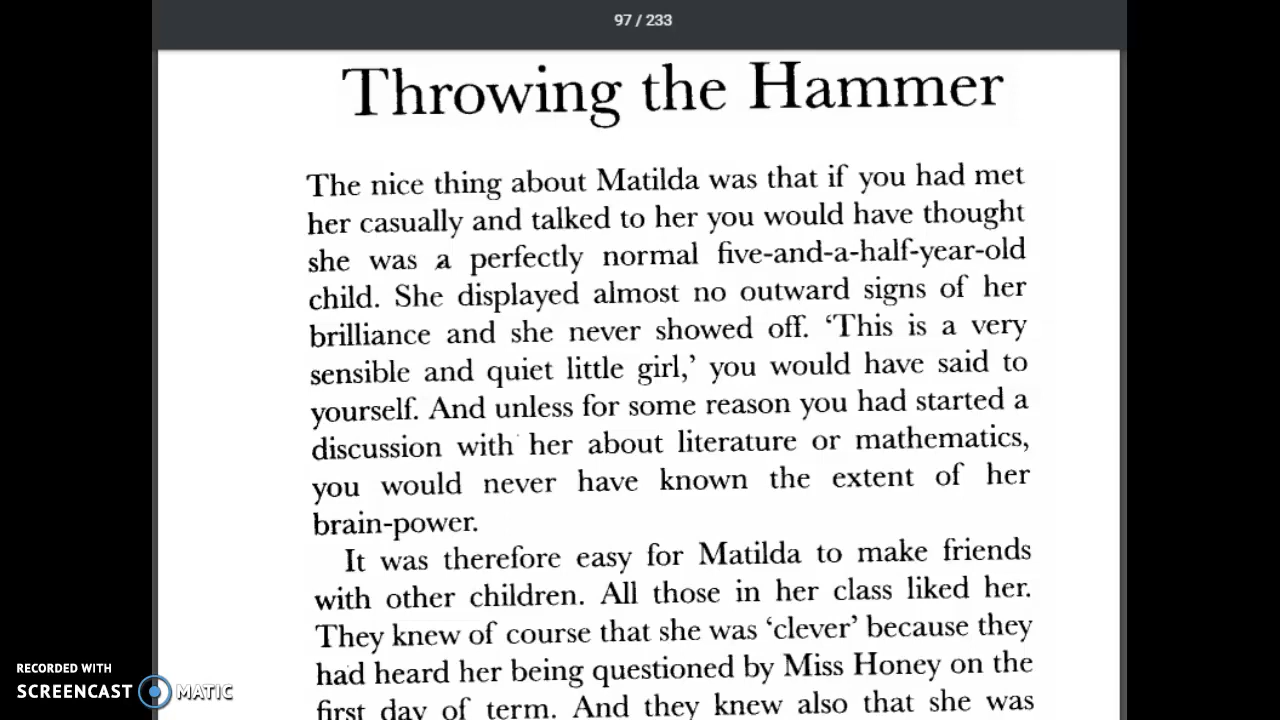 97 / 233
Throwing the Hammer
The nice thing about Matilda was that if you had met
her casually and talked to her you would have thought
she was a perfectly normal five-and-a-half-year-old
child. She displayed almost no outward signs of her
brilliance and she never showed off. ‘This is a very
sensible and quiet little girl,’ you would have said to
yourself. And unless for some reason you had started a
discussion with her about literature or mathematics,
you would never have known the extent of her
brain-power.
It was therefore easy for Matilda to make friends
with other children. All those in her class liked her.
They knew of course that she was ‘clever’ because they
had heard her being questioned by Miss Honey on the
first day of term. And they knew also that she was
RECORDED WITH
SCREENCAST MATIC